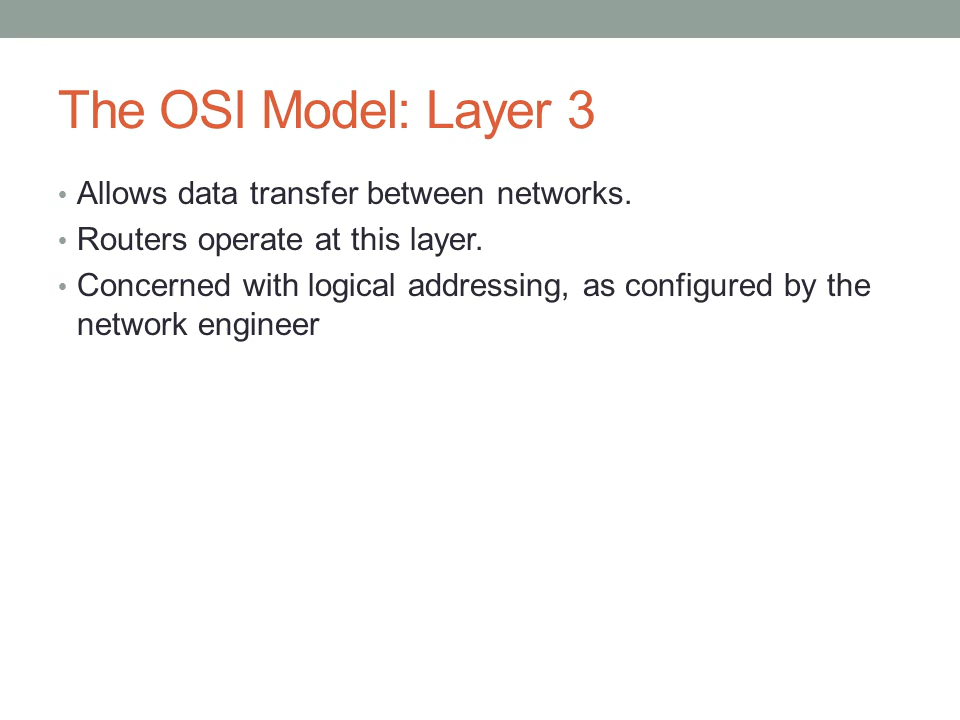 The OSI Model: Layer 3
• Allows data transfer between networks.
• Routers operate at this layer.
• Concerned with logical addressing, as configured by the
network engineer